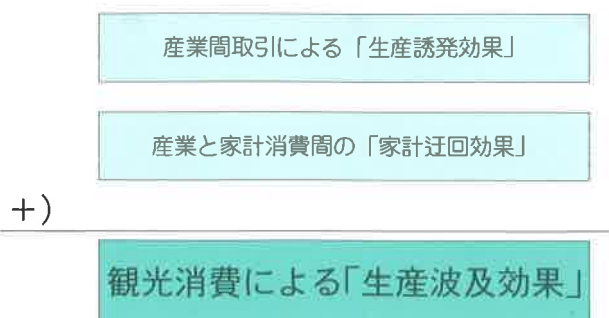 産業間取引による「生産誘発効果」
産業と家計消費間の「家計迂回効果」
+)
観光消費による「生産波及効果」